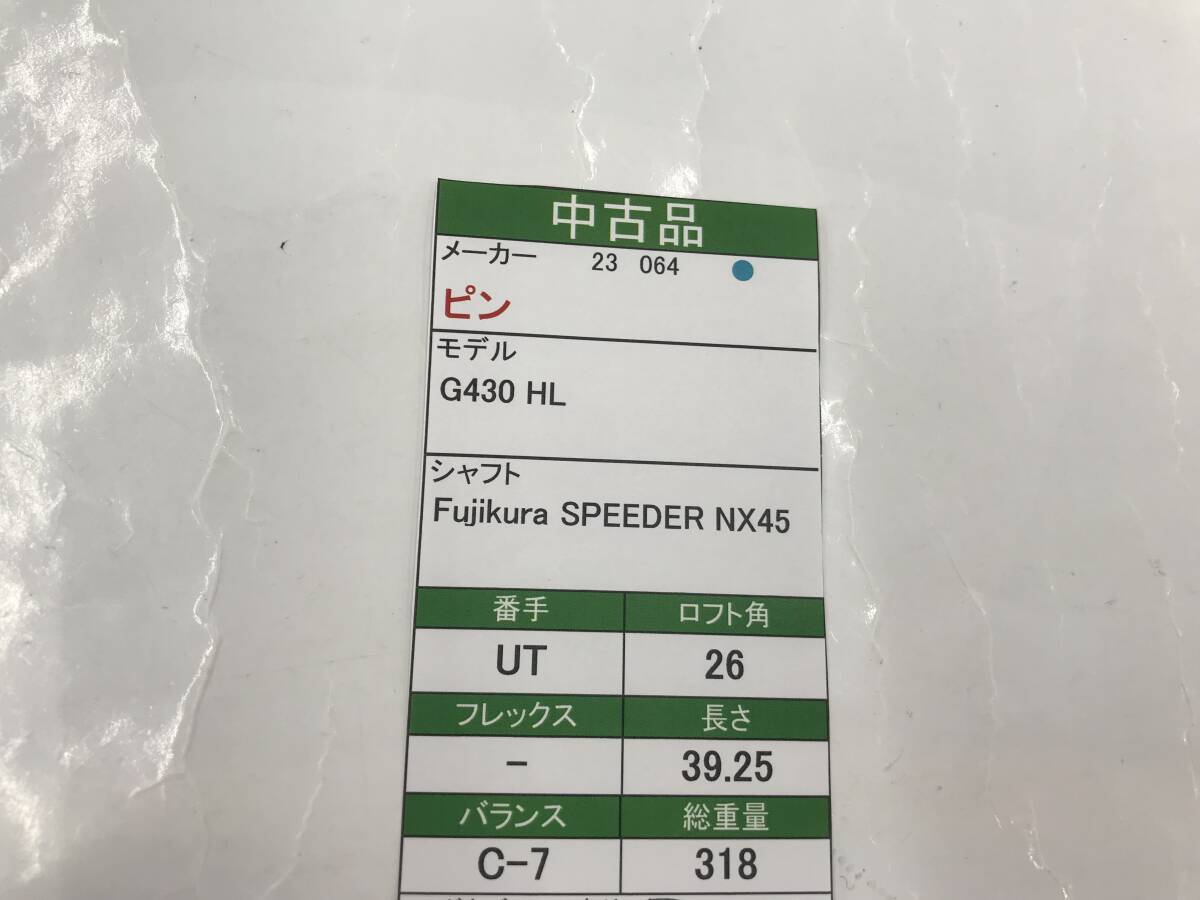 中古品
メーカー 23 064
ピン
モデル
G430 HL
シャフト
Fujikura SPEEDER NX45
番手 ロフト角
UT 26
フレックス 長さ
- 39.25
バランス 総重量
C-7 318